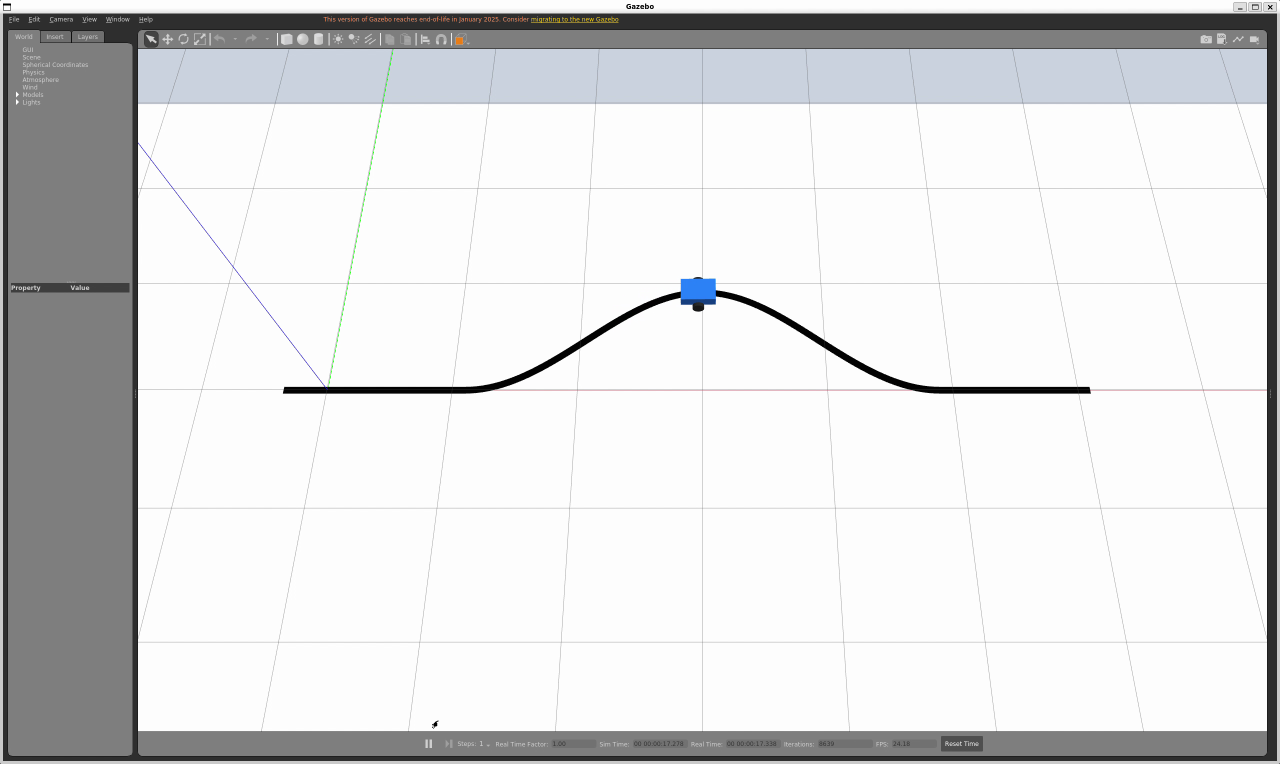 Gazebo
File Edit Camera View Window Help
This version of Gazebo reaches end-of-life in January 2025. Consider migrating to the new Gazebo
World Insert Layers
GUI
Scene
Spherical Coordinates
Physics
Atmosphere
Wind
Models
Lights
Property Value
Steps: 1 Real Time Factor: 1.00 Sim Time: 00 00:00:17.278 Real Time: 00 00:00:17.338 Iterations: 8639 FPS: 24.18 Reset Time